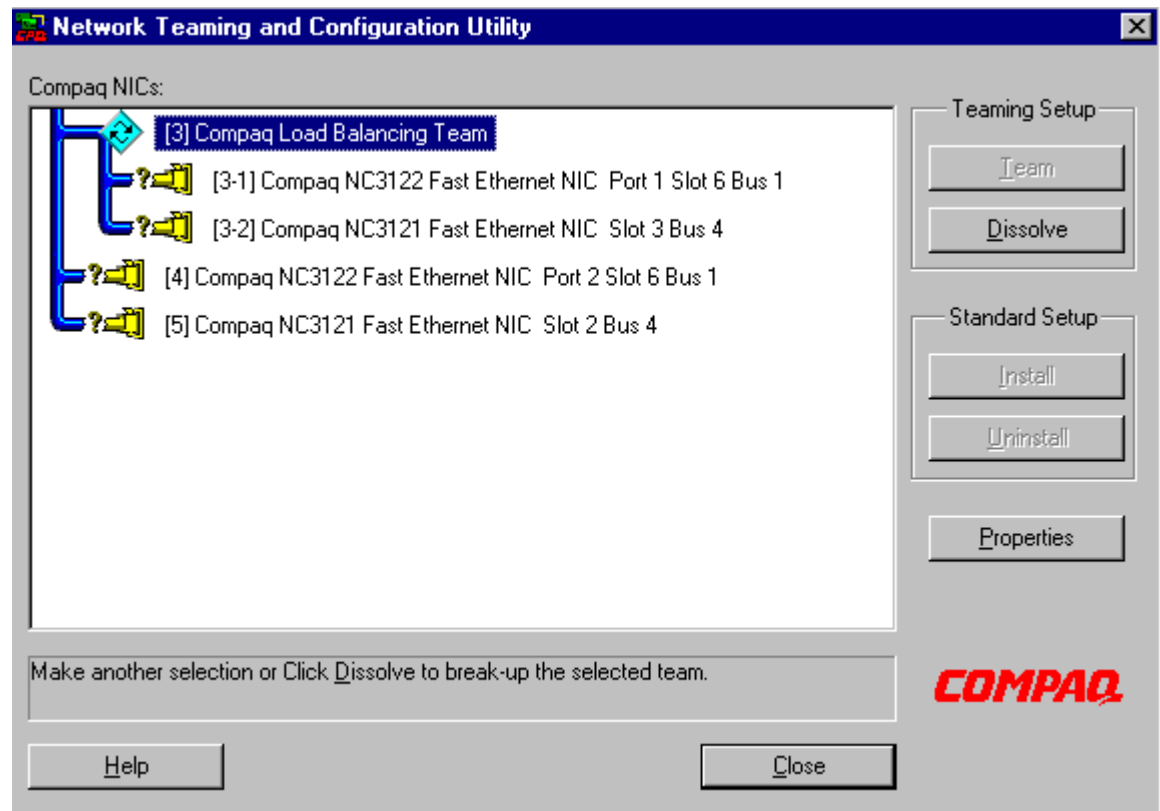 Network Teaming and Configuration Utility
Compaq NICs:
[3] Compaq Load Balancing Team
[3-1] Compaq NC3122 Fast Ethernet NIC Port 1 Slot 6 Bus 1
[3-2] Compaq NC3121 Fast Ethernet NIC Slot 3 Bus 4
[4] Compaq NC3122 Fast Ethernet NIC Port 2 Slot 6 Bus 1
[5] Compaq NC3121 Fast Ethernet NIC Slot 2 Bus 4
Teaming Setup
Team
Dissolve
Standard Setup
Install
Uninstall
Properties
Make another selection or Click Dissolve to break-up the selected team.
COMPAQ
Help
Close